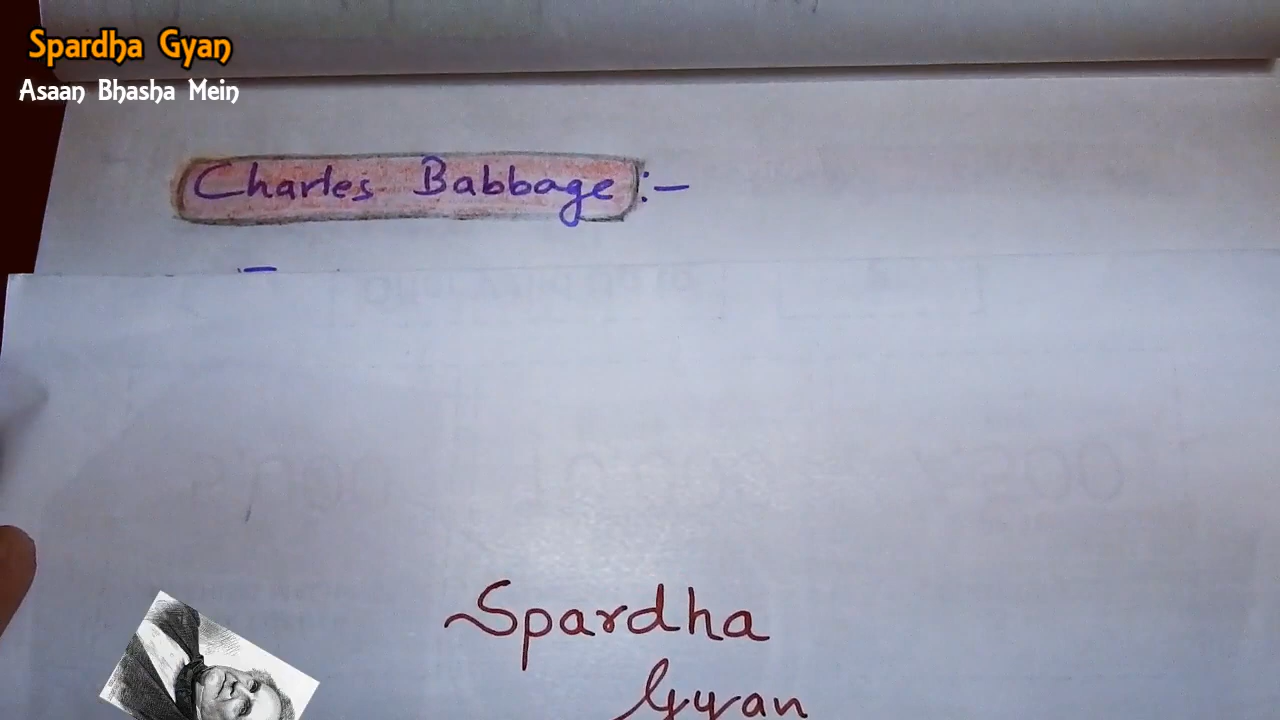 Spardha Gyan
Asaan Bhasha Mein
Charles Babbage :-
Spardha
Gyan